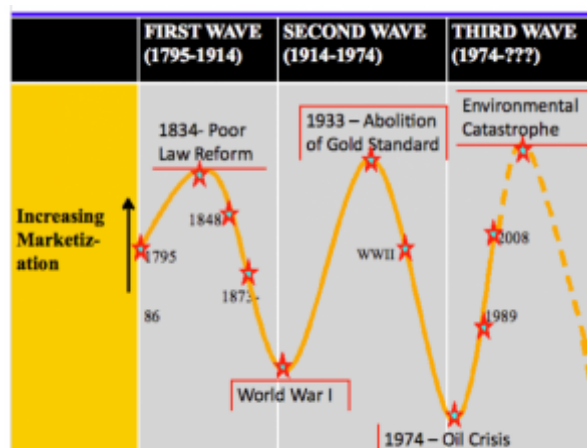 FIRST WAVE
(1795-1914)
SECOND WAVE
(1914-1974)
THIRD WAVE
(1974-???)
1834- Poor
Law Reform
1933 – Abolition
of Gold Standard
Environmental
Catastrophe
Increasing
Marketiz-
ation
1795
1848
1873-
86
WWII
2008
1989
World War I
1974 – Oil Crisis